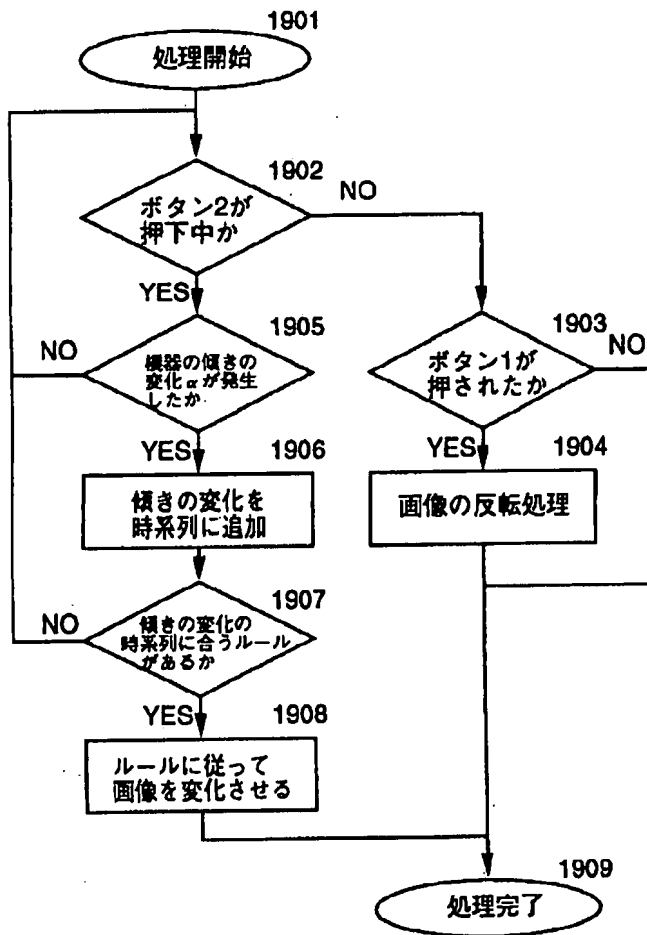 1901
処理開始
1902
ボタン2が
押下中か
NO
YES
1905
機器の傾きの
変化αが発生
したか
NO
YES
1903
ボタン1が
押されたか
NO
YES
1906
傾きの変化を
時系列に追加
1904
画像の反転処理
1907
傾きの変化の
時系列に合うルール
があるか
NO
YES
1908
ルールに従って
画像を変化させる
1909
処理完了